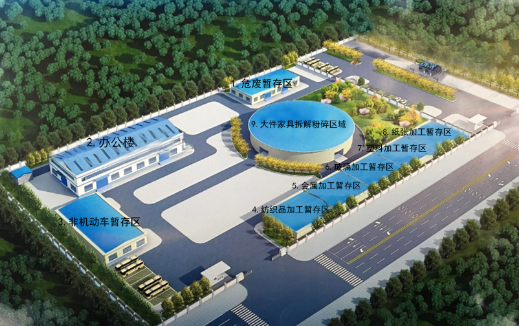 1. 危废暂存区
2. 办公楼
3. 非机动车暂存区
4. 纺织品加工暂存区
5. 金属加工暂存区
6. 玻璃加工暂存区
7. 塑料加工暂存区
8. 纸张加工暂存区
9. 大件家具拆解粉碎区域